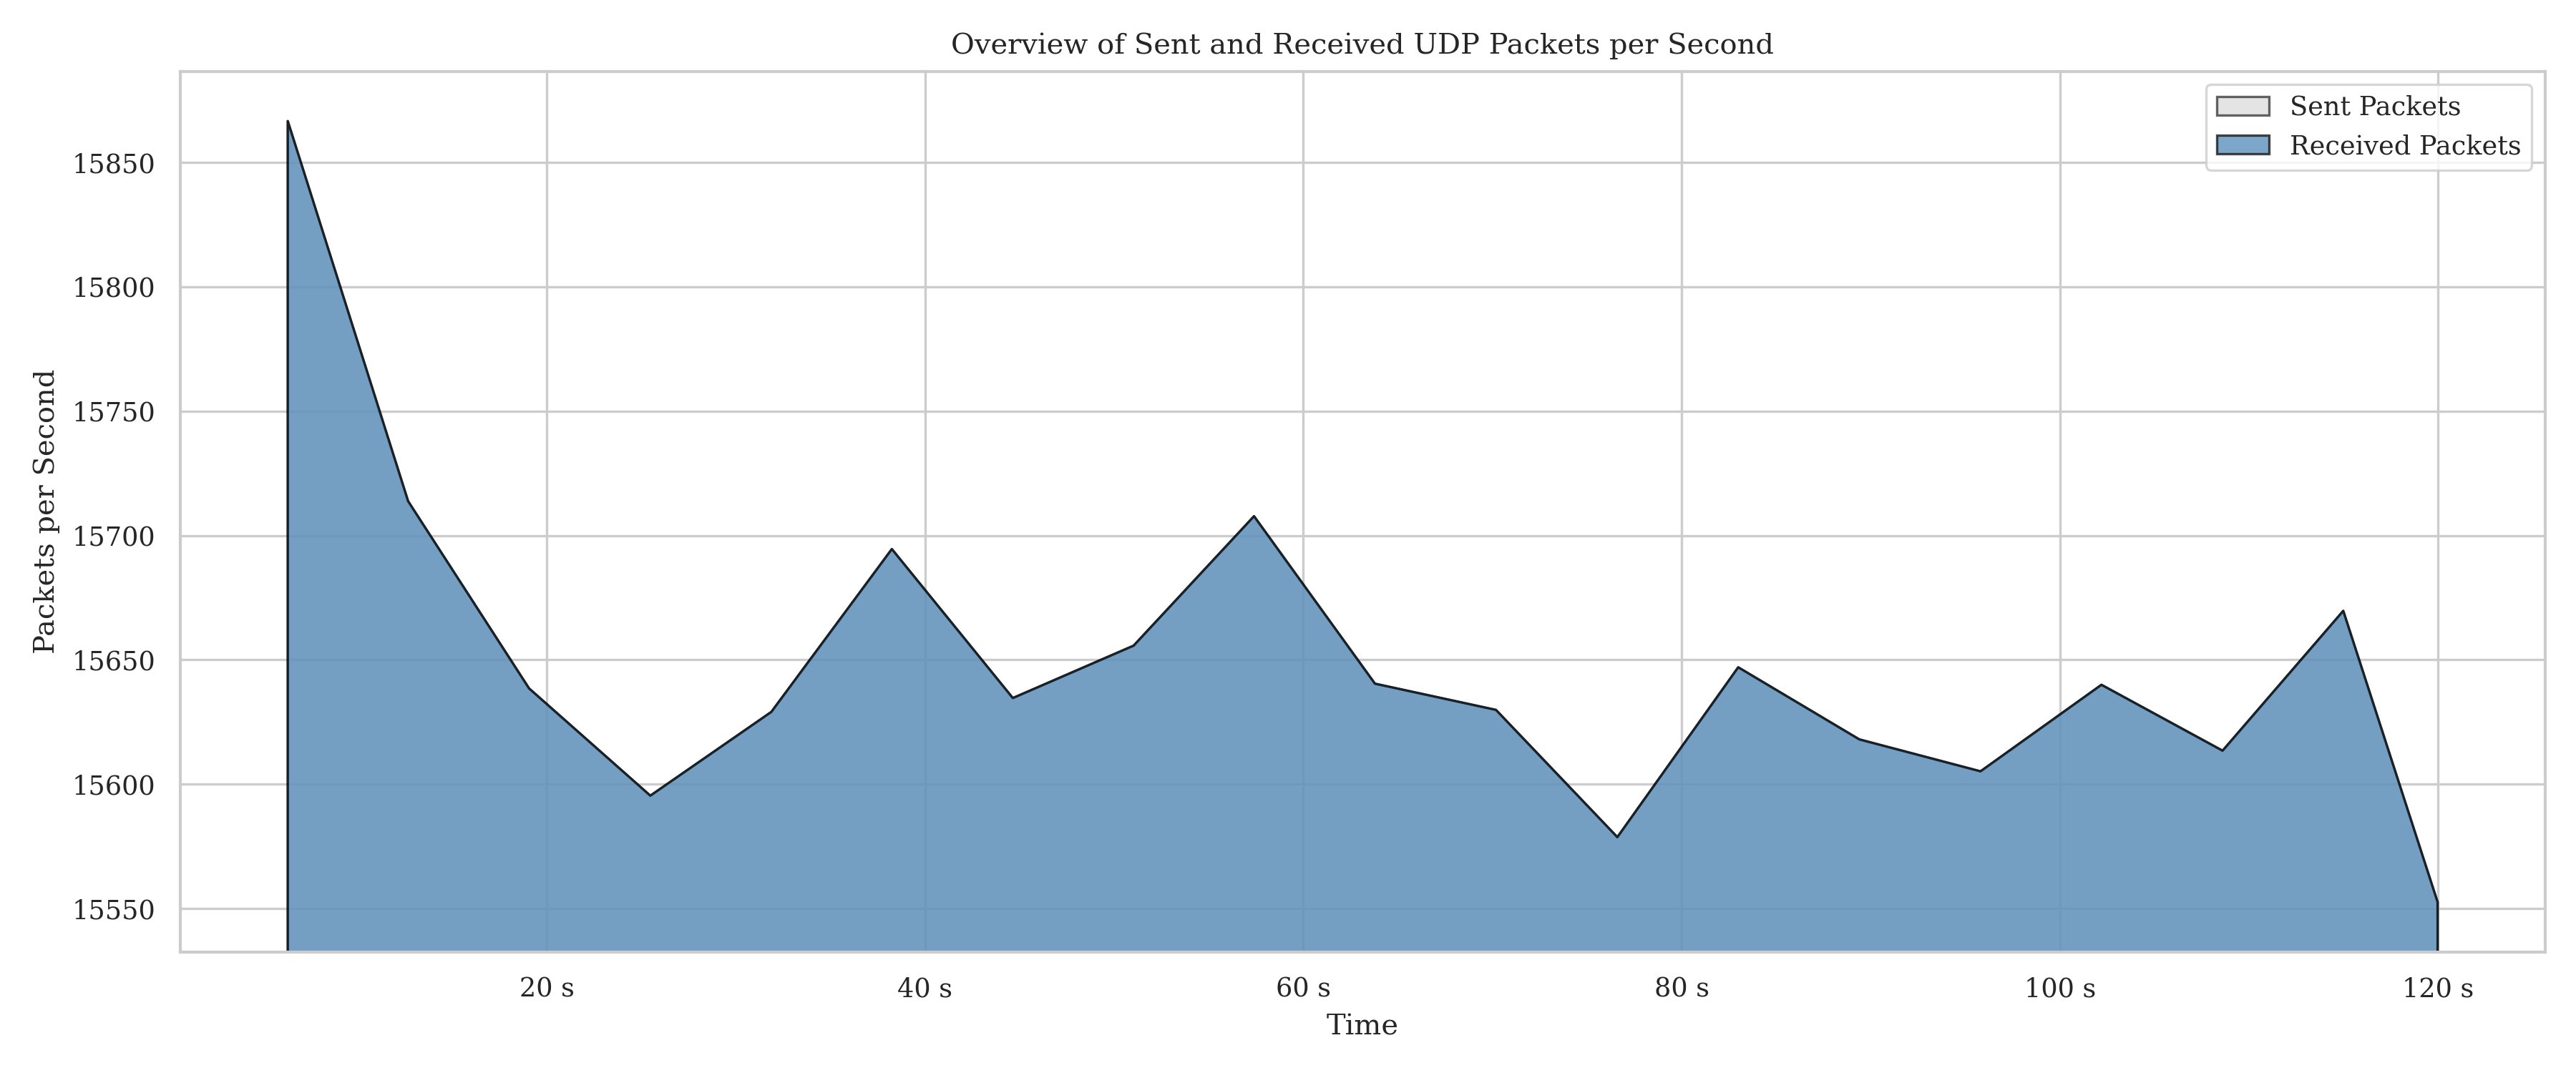 Overview of Sent and Received UDP Packets per Second
Sent Packets
Received Packets
Packets per Second
15850
15800
15750
15700
15650
15600
15550
20 s
40 s
60 s
80 s
100 s
120 s
Time